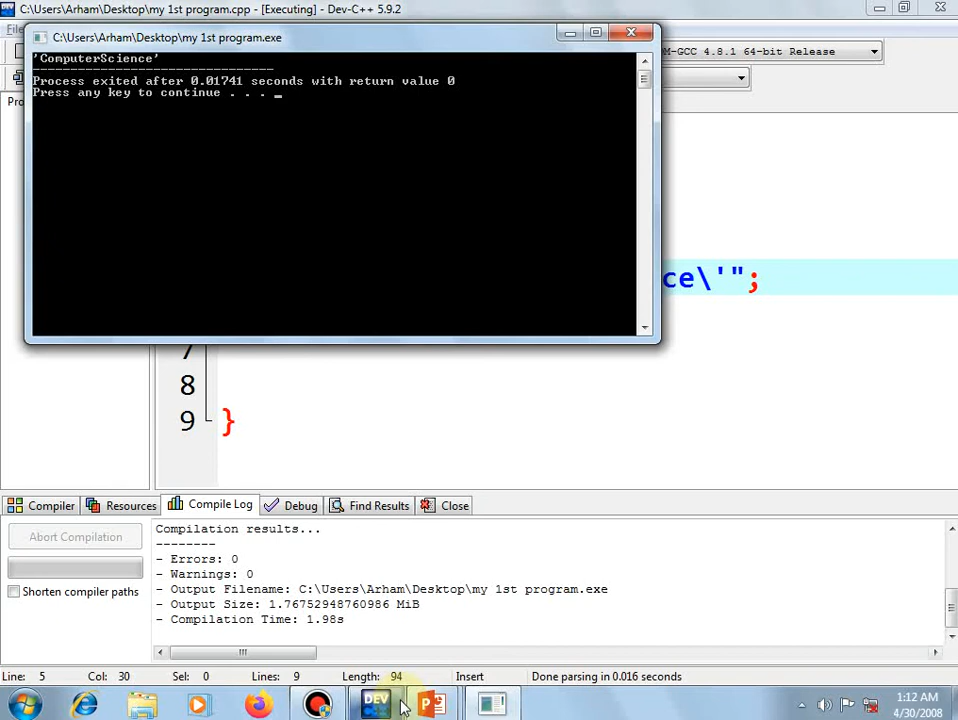 C:\Users\Arham\Desktop\my 1st program.cpp - [Executing] - Dev-C++ 5.9.2
C:\Users\Arham\Desktop\my 1st program.exe
M-GCC 4.8.1 64-bit Release
'ComputerScience'
--------------------------------
Process exited after 0.01741 seconds with return value 0
Press any key to continue . . . _
ce\'";
7
8
9 }
Compiler Resources Compile Log Debug Find Results Close
Abort Compilation
Shorten compiler paths
Compilation results...
--------
- Errors: 0
- Warnings: 0
- Output Filename: C:\Users\Arham\Desktop\my 1st program.exe
- Output Size: 1.76752948760986 MiB
- Compilation Time: 1.98s
Line: 5 Col: 30 Sel: 0 Lines: 9 Length: 94 Insert Done parsing in 0.016 seconds
DEV
1:12 AM
4/30/2008